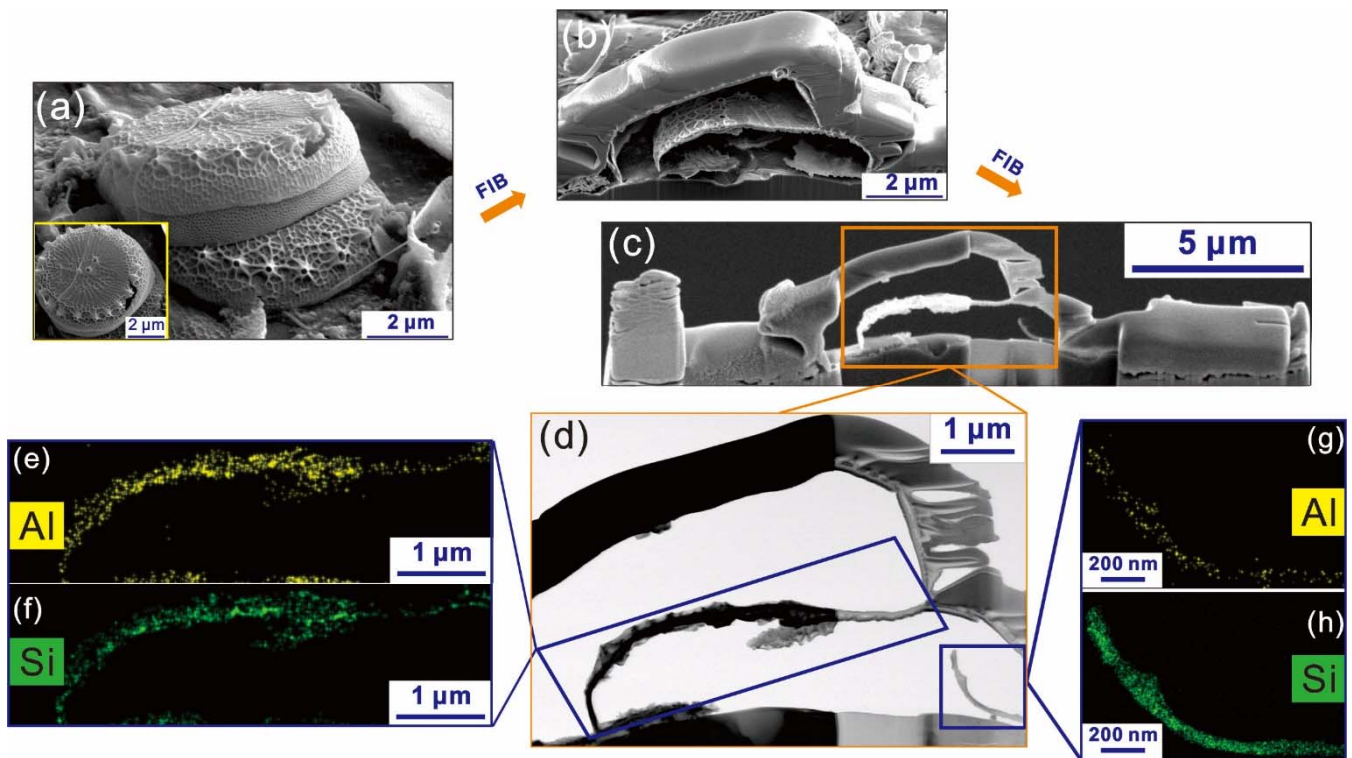 (a)
2 μm
2 μm
FIB
(b)
2 μm
FIB
(c)
5 μm
(d)
1 μm
(e)
Al
1 μm
(f)
Si
1 μm
(g)
Al
200 nm
(h)
Si
200 nm